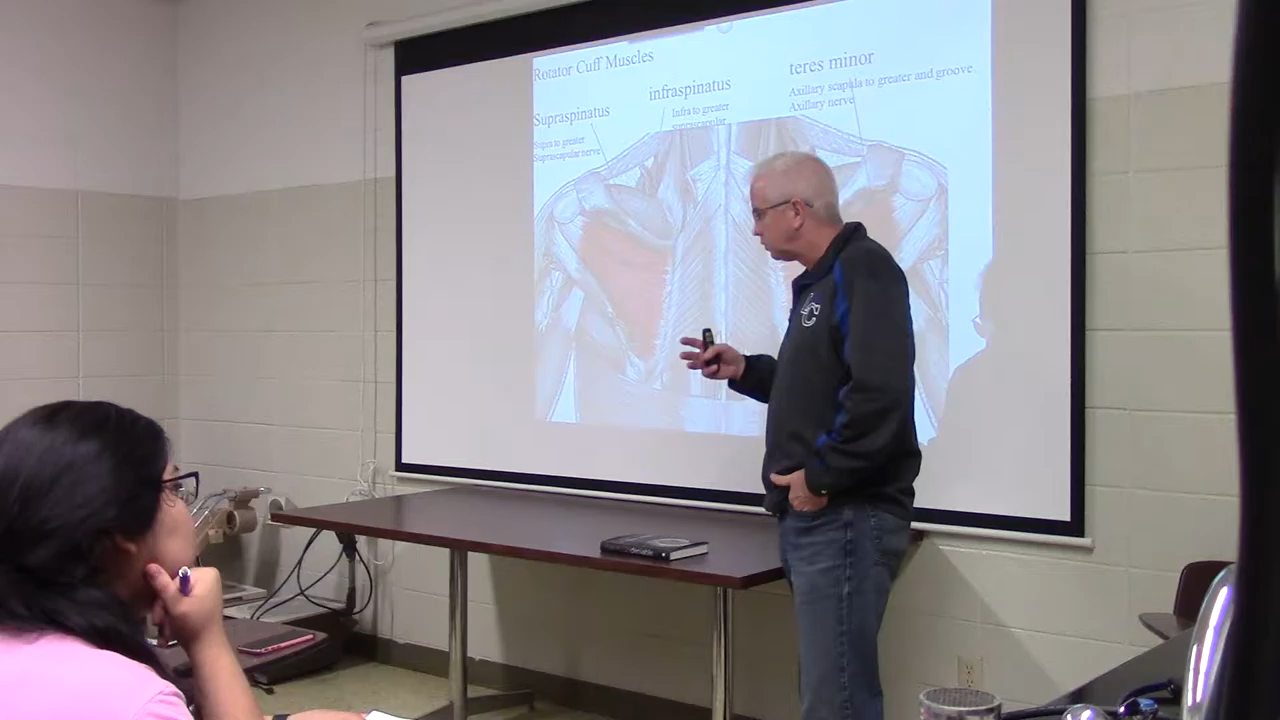 Rotator Cuff Muscles
Supraspinatus
Supra to greater
Suprascapular nerve
infraspinatus
Infra to greater
suprascapular
teres minor
Axillary scapula to greater and groove
Axillary nerve